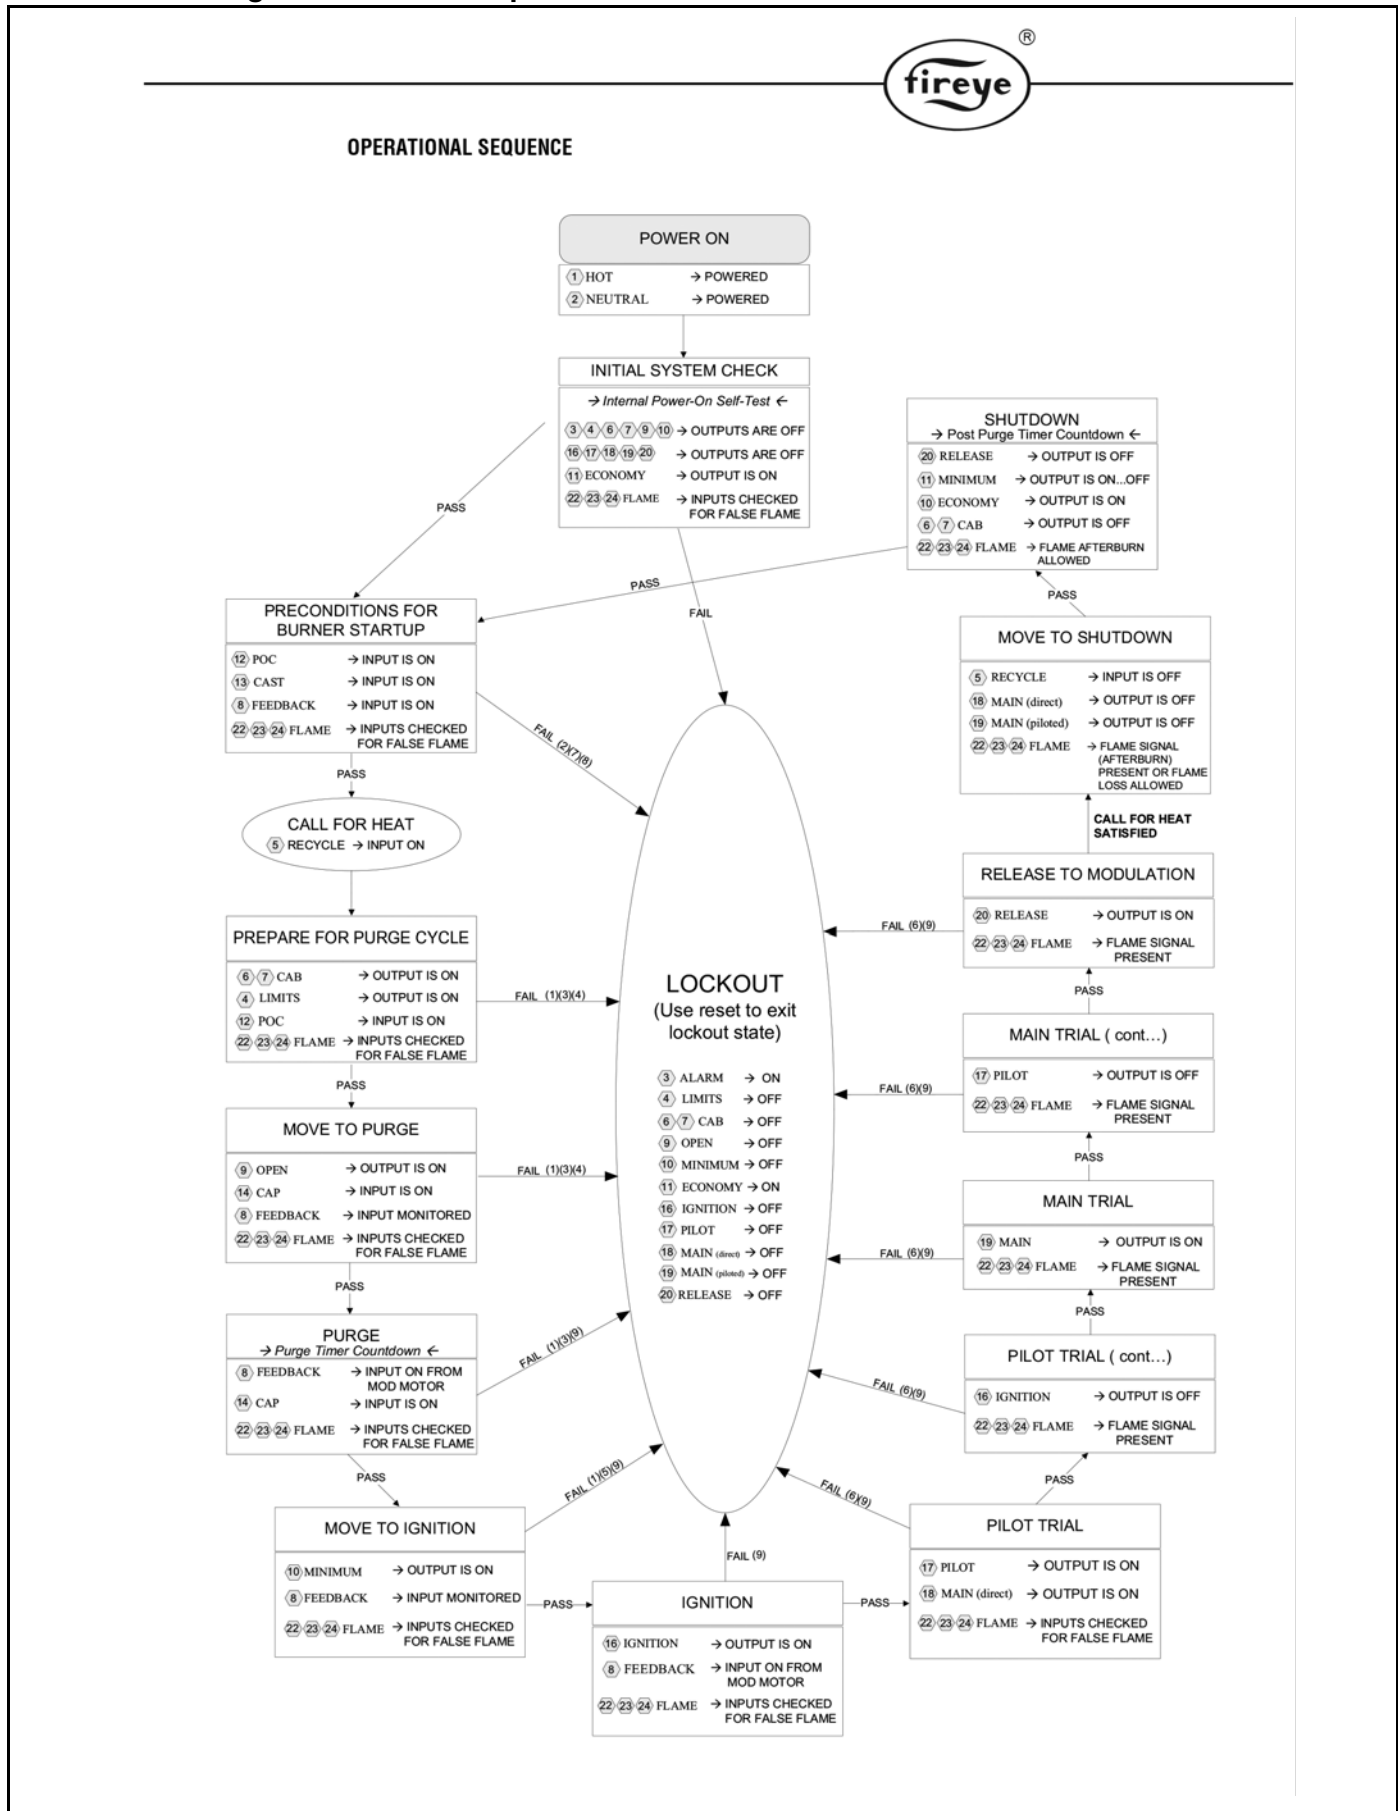 ®
fireye
OPERATIONAL SEQUENCE
POWER ON
1 HOT → POWERED
2 NEUTRAL → POWERED
INITIAL SYSTEM CHECK
→ Internal Power-On Self-Test ←
3 4 6 7 9 10 → OUTPUTS ARE OFF
16 17 18 19 20 → OUTPUTS ARE OFF
11 ECONOMY → OUTPUT IS ON
22 23 24 FLAME → INPUTS CHECKED
FOR FALSE FLAME
PASS
FAIL
SHUTDOWN
→ Post Purge Timer Countdown ←
20 RELEASE → OUTPUT IS OFF
11 MINIMUM → OUTPUT IS ON...OFF
10 ECONOMY → OUTPUT IS ON
6 7 CAB → OUTPUT IS OFF
22 23 24 FLAME → FLAME AFTERBURN
ALLOWED
PASS
PASS
PRECONDITIONS FOR
BURNER STARTUP
12 POC → INPUT IS ON
13 CAST → INPUT IS ON
8 FEEDBACK → INPUT IS ON
22 23 24 FLAME → INPUTS CHECKED
FOR FALSE FLAME
FAIL (2)(7)(8)
PASS
CALL FOR HEAT
5 RECYCLE → INPUT ON
PREPARE FOR PURGE CYCLE
6 7 CAB → OUTPUT IS ON
4 LIMITS → OUTPUT IS ON
12 POC → INPUT IS ON
22 23 24 FLAME → INPUTS CHECKED
FOR FALSE FLAME
FAIL (1)(3)(4)
PASS
MOVE TO PURGE
9 OPEN → OUTPUT IS ON
14 CAP → INPUT IS ON
8 FEEDBACK → INPUT MONITORED
22 23 24 FLAME → INPUTS CHECKED
FOR FALSE FLAME
FAIL (1)(3)(4)
PASS
PURGE
→ Purge Timer Countdown ←
8 FEEDBACK → INPUT ON FROM
MOD MOTOR
14 CAP → INPUT IS ON
22 23 24 FLAME → INPUTS CHECKED
FOR FALSE FLAME
FAIL (1)(3)(9)
PASS
MOVE TO IGNITION
10 MINIMUM → OUTPUT IS ON
8 FEEDBACK → INPUT MONITORED
22 23 24 FLAME → INPUTS CHECKED
FOR FALSE FLAME
FAIL (1)(5)(9)
PASS
IGNITION
16 IGNITION → OUTPUT IS ON
8 FEEDBACK → INPUT ON FROM
MOD MOTOR
22 23 24 FLAME → INPUTS CHECKED
FOR FALSE FLAME
FAIL (9)
PASS
PILOT TRIAL
17 PILOT → OUTPUT IS ON
18 MAIN (direct) → OUTPUT IS ON
22 23 24 FLAME → INPUTS CHECKED
FOR FALSE FLAME
FAIL (6)(9)
PASS
PILOT TRIAL ( cont...)
16 IGNITION → OUTPUT IS OFF
22 23 24 FLAME → FLAME SIGNAL
PRESENT
FAIL (6)(9)
PASS
MAIN TRIAL
19 MAIN → OUTPUT IS ON
22 23 24 FLAME → FLAME SIGNAL
PRESENT
FAIL (6)(9)
PASS
MAIN TRIAL ( cont...)
17 PILOT → OUTPUT IS OFF
22 23 24 FLAME → FLAME SIGNAL
PRESENT
FAIL (6)(9)
PASS
RELEASE TO MODULATION
20 RELEASE → OUTPUT IS ON
22 23 24 FLAME → FLAME SIGNAL
PRESENT
FAIL (6)(9)
CALL FOR HEAT
SATISFIED
MOVE TO SHUTDOWN
5 RECYCLE → INPUT IS OFF
18 MAIN (direct) → OUTPUT IS OFF
19 MAIN (piloted) → OUTPUT IS OFF
22 23 24 FLAME → FLAME SIGNAL
(AFTERBURN)
PRESENT OR FLAME
LOSS ALLOWED
LOCKOUT
(Use reset to exit
lockout state)
3 ALARM → ON
4 LIMITS → OFF
6 7 CAB → OFF
9 OPEN → OFF
10 MINIMUM → OFF
11 ECONOMY → ON
16 IGNITION → OFF
17 PILOT → OFF
18 MAIN (direct) → OFF
19 MAIN (piloted) → OFF
20 RELEASE → OFF